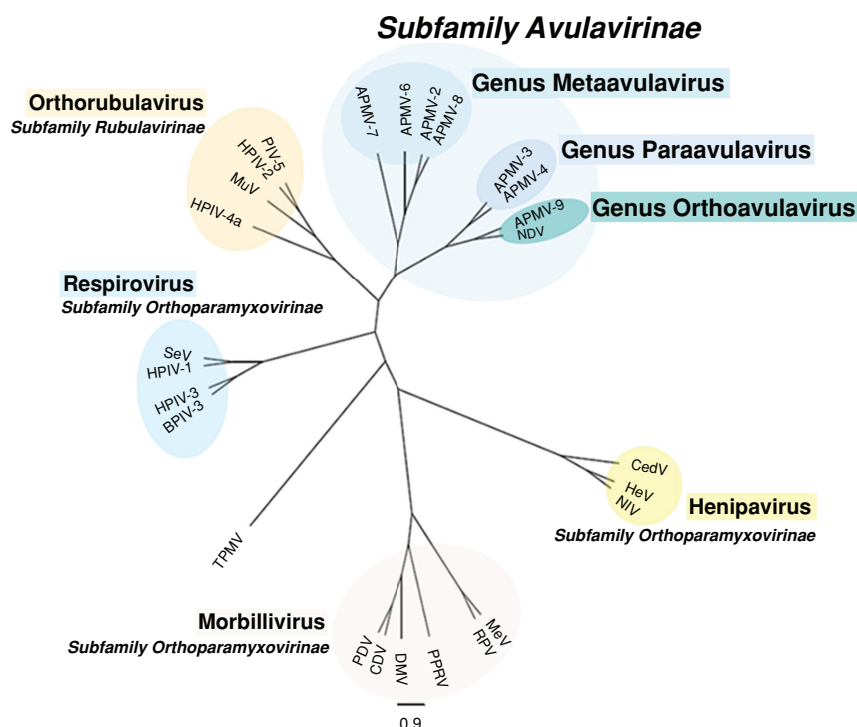 Subfamily Avulavirinae
Genus Metaavulavirus
APMV-7
APMV-6
APMV-2
APMV-8
Orthorubulavirus
Subfamily Rubulavirinae
PIV-5
HPIV-2
MuV
HPIV-4a
Genus Paraavulavirus
APMV-3
APMV-4
Genus Orthoavulavirus
APMV-9
NDV
Respirovirus
Subfamily Orthoparamyxovirinae
SeV
HPIV-1
HPIV-3
BPIV-3
CedV
HeV
NIV
Henipavirus
Subfamily Orthoparamyxovirinae
TPMV
Morbillivirus
Subfamily Orthoparamyxovirinae
PDV
CDV
DMV
PPRV
MeV
RPV
0.9